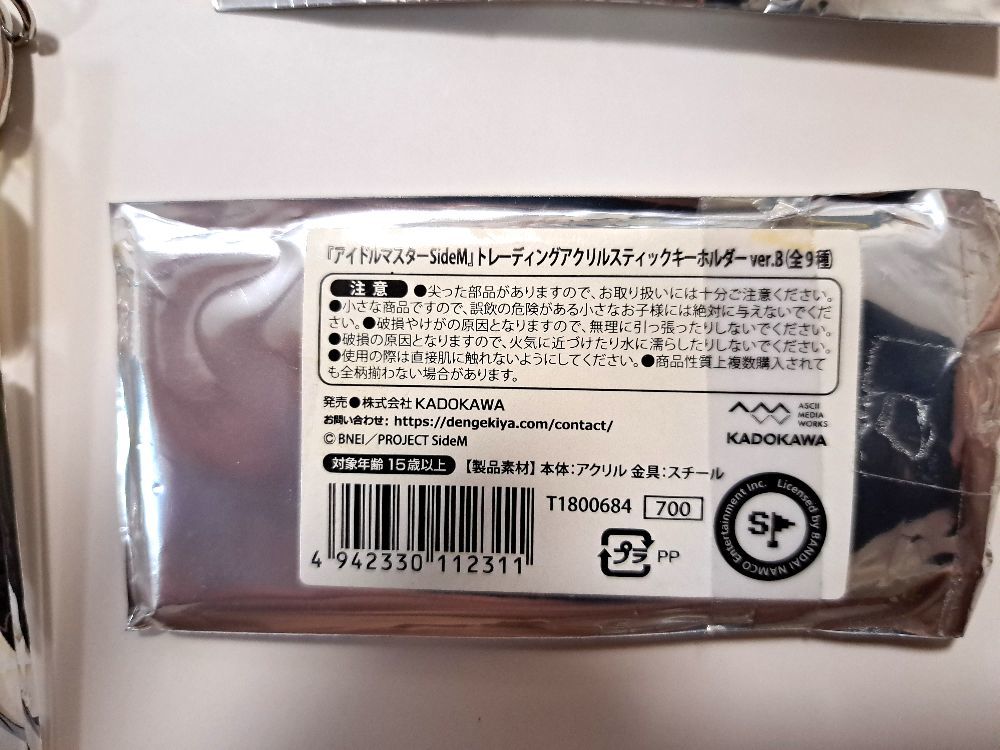 『アイドルマスターSideM』トレーディングアクリルスティックキーホルダー ver.B(全9種)
注意 ●尖った部品がありますので、お取り扱いには十分ご注意ください。
●小さな商品ですので、誤飲の危険がある小さなお子様には絶対に与えないでくだ
さい。●破損やけがの原因となりますので、無理に引っ張ったりしないでください。
●破損の原因となりますので、火気に近づけたり水に濡らしたりしないでください。
●使用の際は直接肌に触れないようにしてください。●商品性質上複数購入されて
も全柄揃わない場合があります。
発売●株式会社 KADOKAWA
お問い合わせ: https://dengekiya.com/contact/
© BNEI/PROJECT SideM
ASCII
MEDIA
WORKS
KADOKAWA
対象年齢 15歳以上 【製品素材】本体:アクリル 金具:スチール
T1800684 700
4 942330 112311
プラ PP
Licensed by BANDAI NAMCO Entertainment Inc.
S